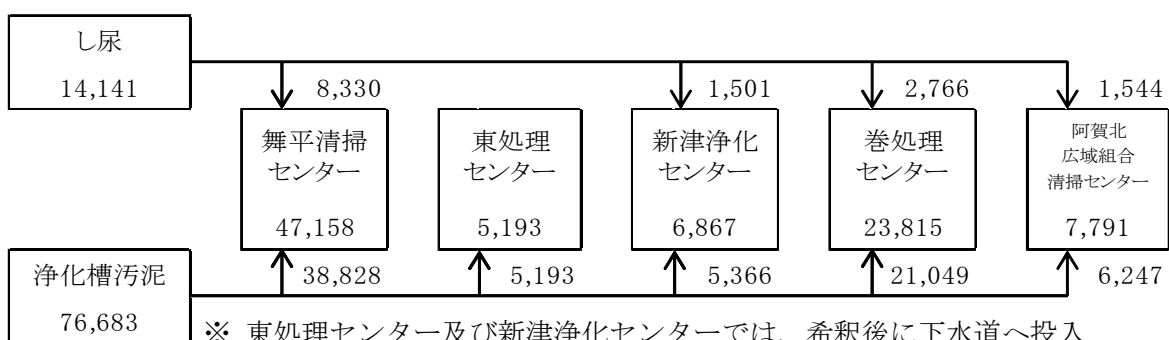 し尿
14,141
8,330
1,501
2,766
1,544
舞平清掃
センター
47,158
東処理
センター
5,193
新津浄化
センター
6,867
巻処理
センター
23,815
阿賀北
広域組合
清掃センター
7,791
浄化槽汚泥
76,683
38,828
5,193
5,366
21,049
6,247
※ 東処理センター及び新津浄化センターでは、希釈後に下水道へ投入